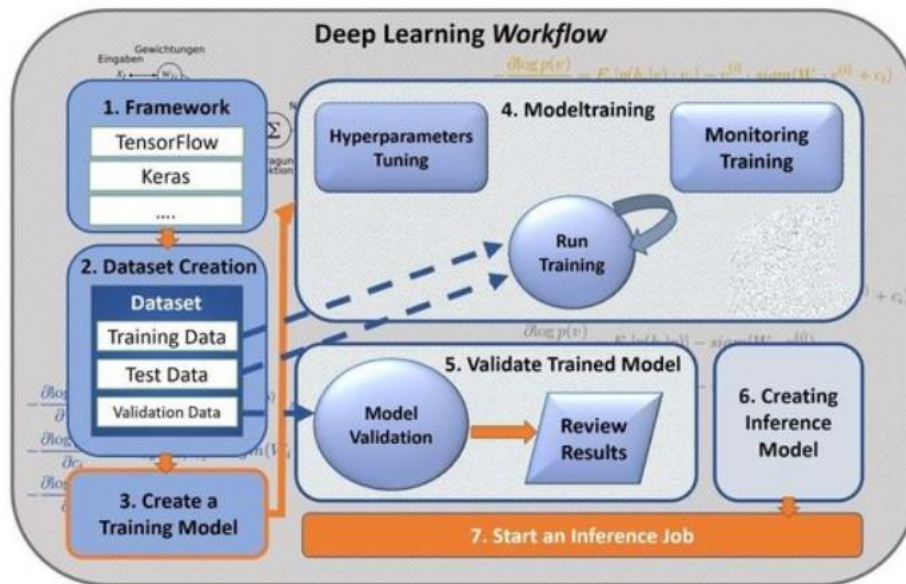 Deep Learning Workflow
Gewichtungen
Eingaben
1. Framework
TensorFlow
Keras
....
2. Dataset Creation
Dataset
Training Data
Test Data
Validation Data
3. Create a
Training Model
4. Modeltraining
Hyperparameters
Tuning
Monitoring
Training
Run
Training
Σ
5. Validate Trained Model
Model
Validation
Review
Results
6. Creating
Inference
Model
7. Start an Inference Job